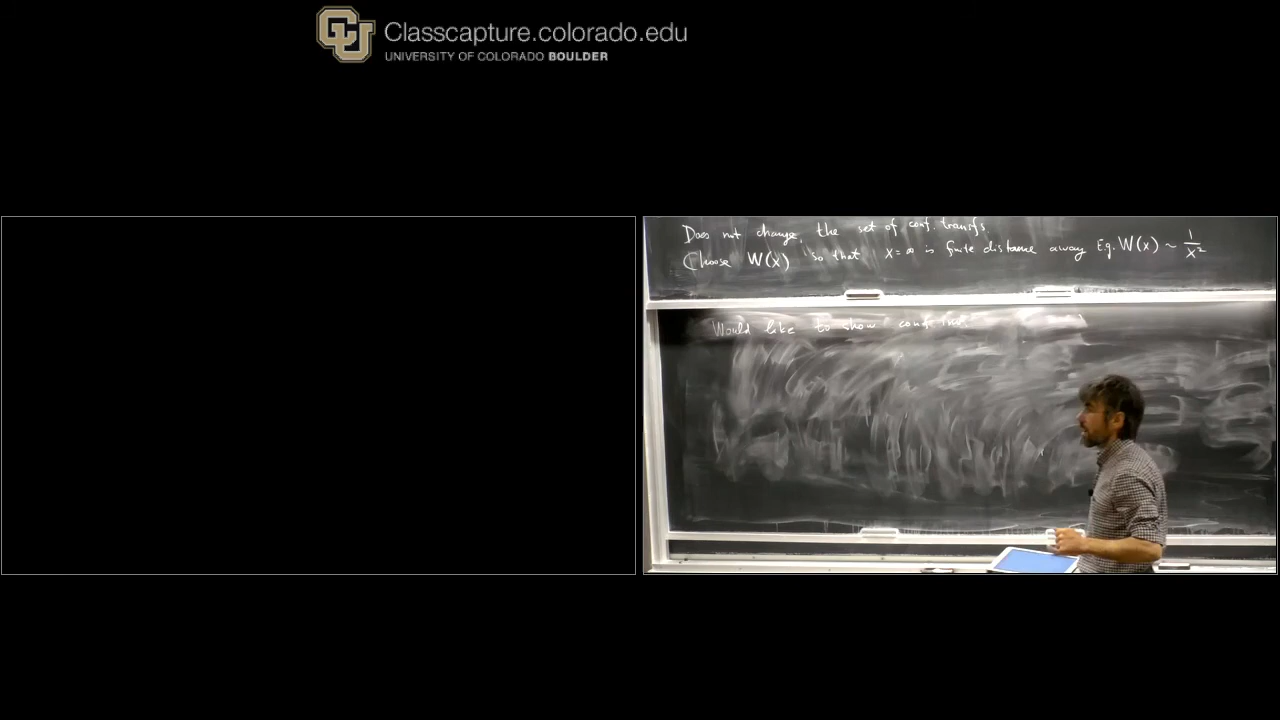 Classcapture.colorado.edu
UNIVERSITY OF COLORADO BOULDER
Does not change the set of conf. transfs
Choose W(x) so that x=∞ is finite distance away E.g. W(x) ~ 1/x²
Would like to show conf